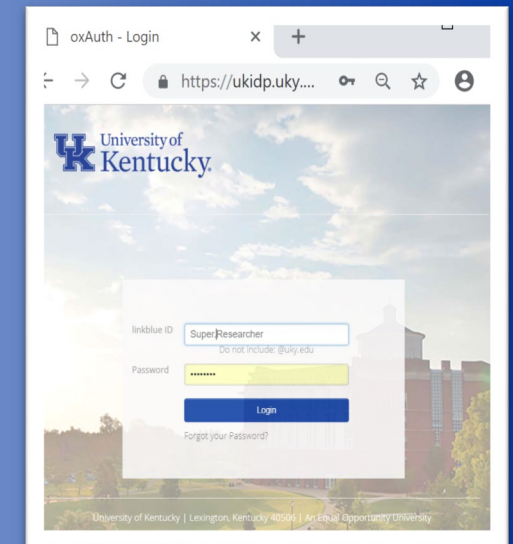 oxAuth - Login
https://ukidp.uky....
UK University of
Kentucky.
linkblue ID
Super.Researcher
Do not include: @uky.edu
Password
••••••••
Login
Forgot your Password?
University of Kentucky | Lexington, Kentucky 40506 | An Equal Opportunity University